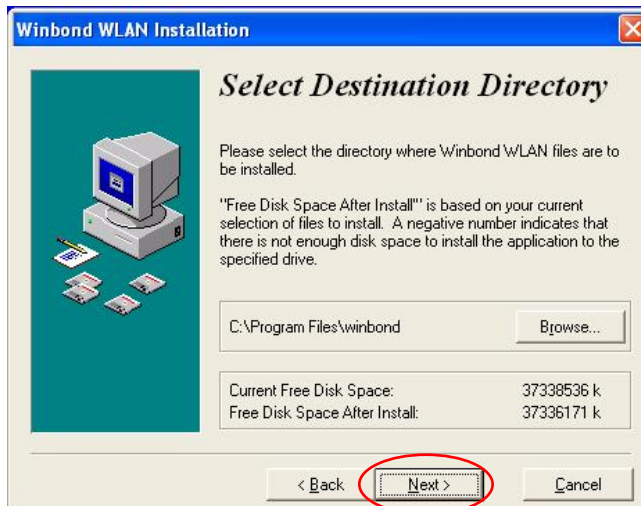 Winbond WLAN Installation
Select Destination Directory
Please select the directory where Winbond WLAN files are to
be installed.
"Free Disk Space After Install"' is based on your current
selection of files to install. A negative number indicates that
there is not enough disk space to install the application to the
specified drive.
C:\Program Files\winbond
Browse...
Current Free Disk Space: 37338536 k
Free Disk Space After Install: 37336171 k
< Back Next > Cancel